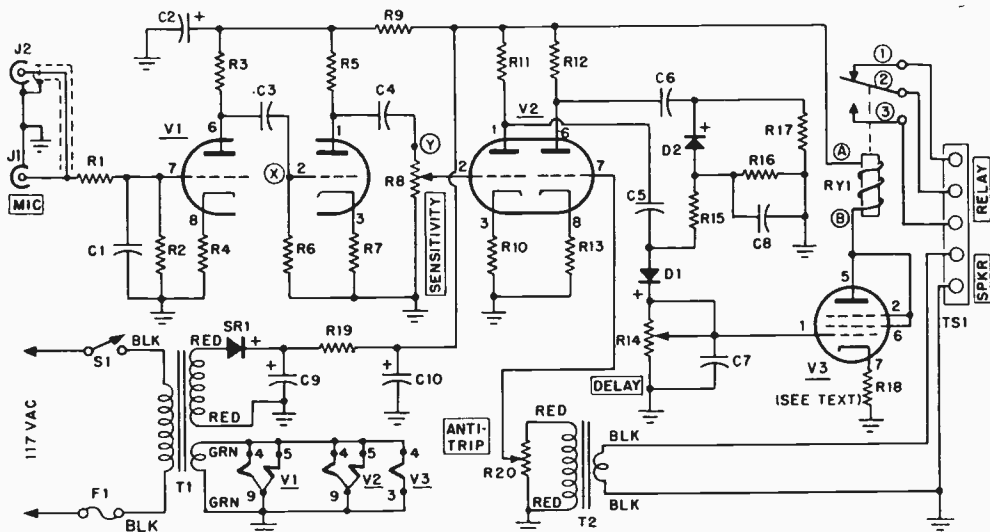 C2 +
R9
J2
R3
R5
R11
R12
1
C3
C4
C6
2
V1
6
1
V2
1
6
+
3
R17
Y
D2
A
J1
R1
7
X
2
R8
2
7
R16
RY1
MIC
C5
B
RELAY
8
3
SENSITIVITY
3
8
R15
C8
C1
R2
R4
R6
R7
R10
R13
5
D1
2
SPKR
S1
BLK
RED
SR1
+
R19
+
R14
1
6
TS1
C7
7
V3
R18
+
C9
+
C10
DELAY
(SEE TEXT)
117 VAC
RED
ANTI-
TRIP
RED
BLK
GRN
4
5
4
5
4
R20
V1
V2
V3
F1
T1
GRN
9
9
3
RED
BLK
BLK
T2